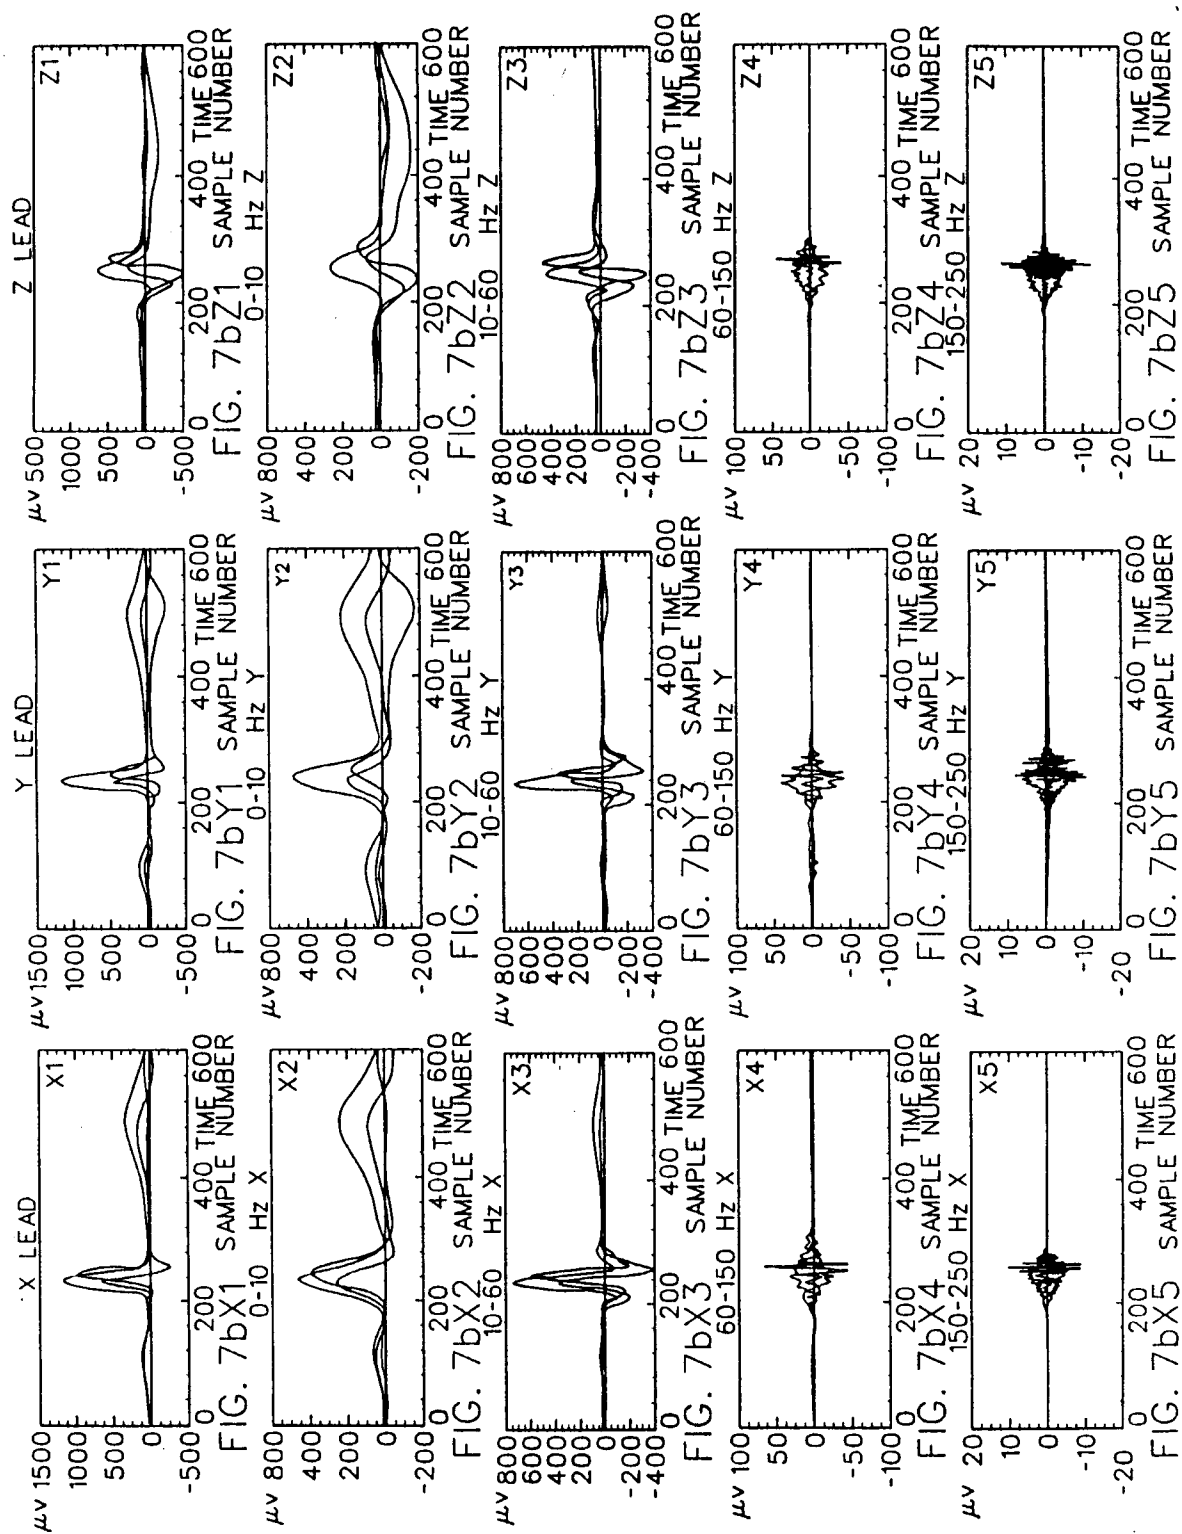 X LEAD
μv 1500
1000
500
0
-500
X1
0 200 400 TIME 600
FIG. 7bX1 SAMPLE NUMBER
Y LEAD
μv 1500
1000
500
0
-500
Y1
0 200 400 TIME 600
FIG. 7bY1 SAMPLE NUMBER
Z LEAD
μv 1500
1000
500
0
-500
Z1
0 200 400 TIME 600
FIG. 7bZ1 SAMPLE NUMBER
0-10 Hz X
μv 800
600
400
200
0
-200
X2
0 200 400 TIME 600
FIG. 7bX2 SAMPLE NUMBER
0-10 Hz Y
μv 800
600
400
200
0
-200
Y2
0 200 400 TIME 600
FIG. 7bY2 SAMPLE NUMBER
0-10 Hz Z
μv 800
600
400
200
0
-200
Z2
0 200 400 TIME 600
FIG. 7bZ2 SAMPLE NUMBER
10-60 Hz X
μv 800
600
400
200
0
-200
-400
X3
0 200 400 TIME 600
FIG. 7bX3 SAMPLE NUMBER
10-60 Hz Y
μv 800
600
400
200
0
-200
-400
Y3
0 200 400 TIME 600
FIG. 7bY3 SAMPLE NUMBER
10-60 Hz Z
μv 800
600
400
200
0
-200
-400
Z3
0 200 400 TIME 600
FIG. 7bZ3 SAMPLE NUMBER
60-150 Hz X
μv 100
50
0
-50
-100
X4
0 200 400 TIME 600
FIG. 7bX4 SAMPLE NUMBER
60-150 Hz Y
μv 100
50
0
-50
-100
Y4
0 200 400 TIME 600
FIG. 7bY4 SAMPLE NUMBER
60-150 Hz Z
μv 100
50
0
-50
-100
Z4
0 200 400 TIME 600
FIG. 7bZ4 SAMPLE NUMBER
150-250 Hz X
μv 20
10
0
-10
-20
X5
0 200 400 TIME 600
FIG. 7bX5 SAMPLE NUMBER
150-250 Hz Y
μv 20
10
0
-10
-20
Y5
0 200 400 TIME 600
FIG. 7bY5 SAMPLE NUMBER
150-250 Hz Z
μv 20
10
0
-10
-20
Z5
0 200 400 TIME 600
FIG. 7bZ5 SAMPLE NUMBER